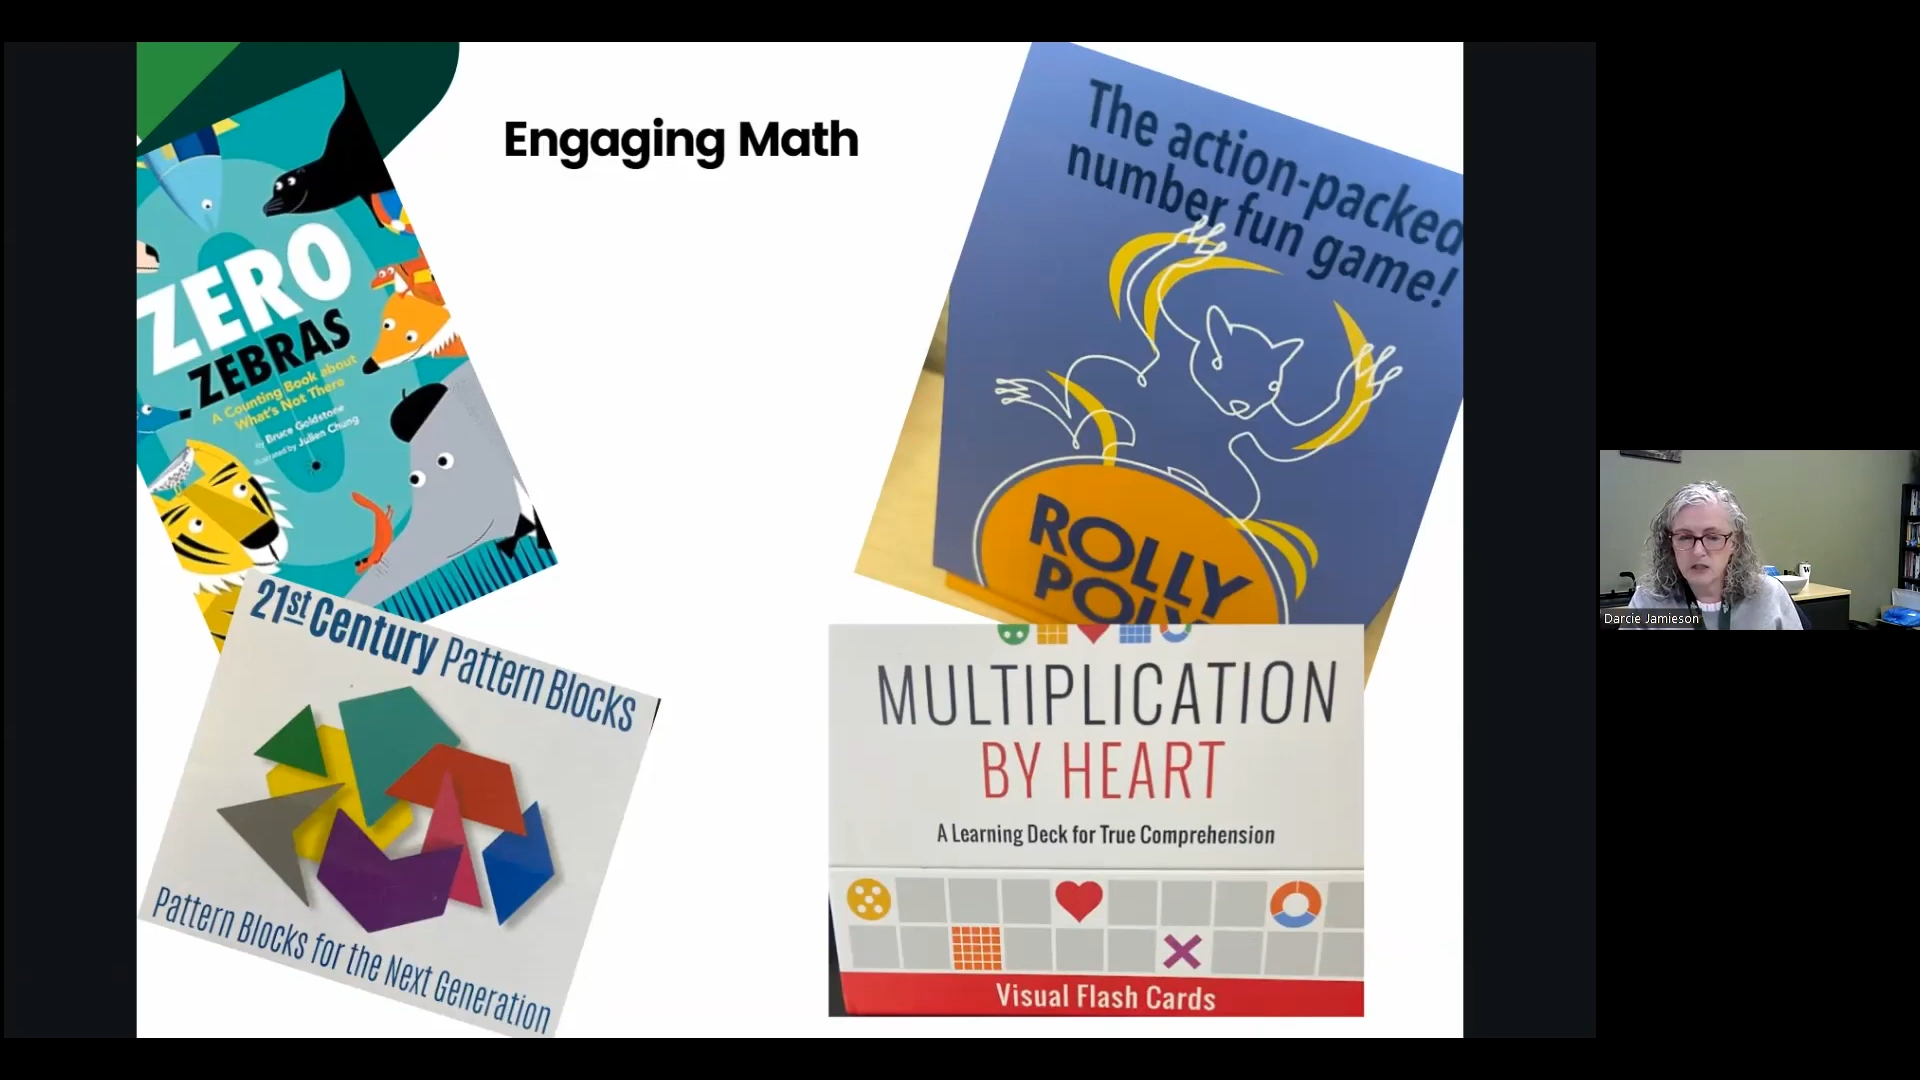 Engaging Math
ZERO
ZEBRAS
A Counting Book about
What's Not There
by Bruce Goldstone
illustrated by Julien Chung
The action-packed
number fun game!
ROLLY
POLY
21st Century Pattern Blocks
Pattern Blocks for the Next Generation
MULTIPLICATION
BY HEART
A Learning Deck for True Comprehension
Visual Flash Cards
W
Darcie Jamieson